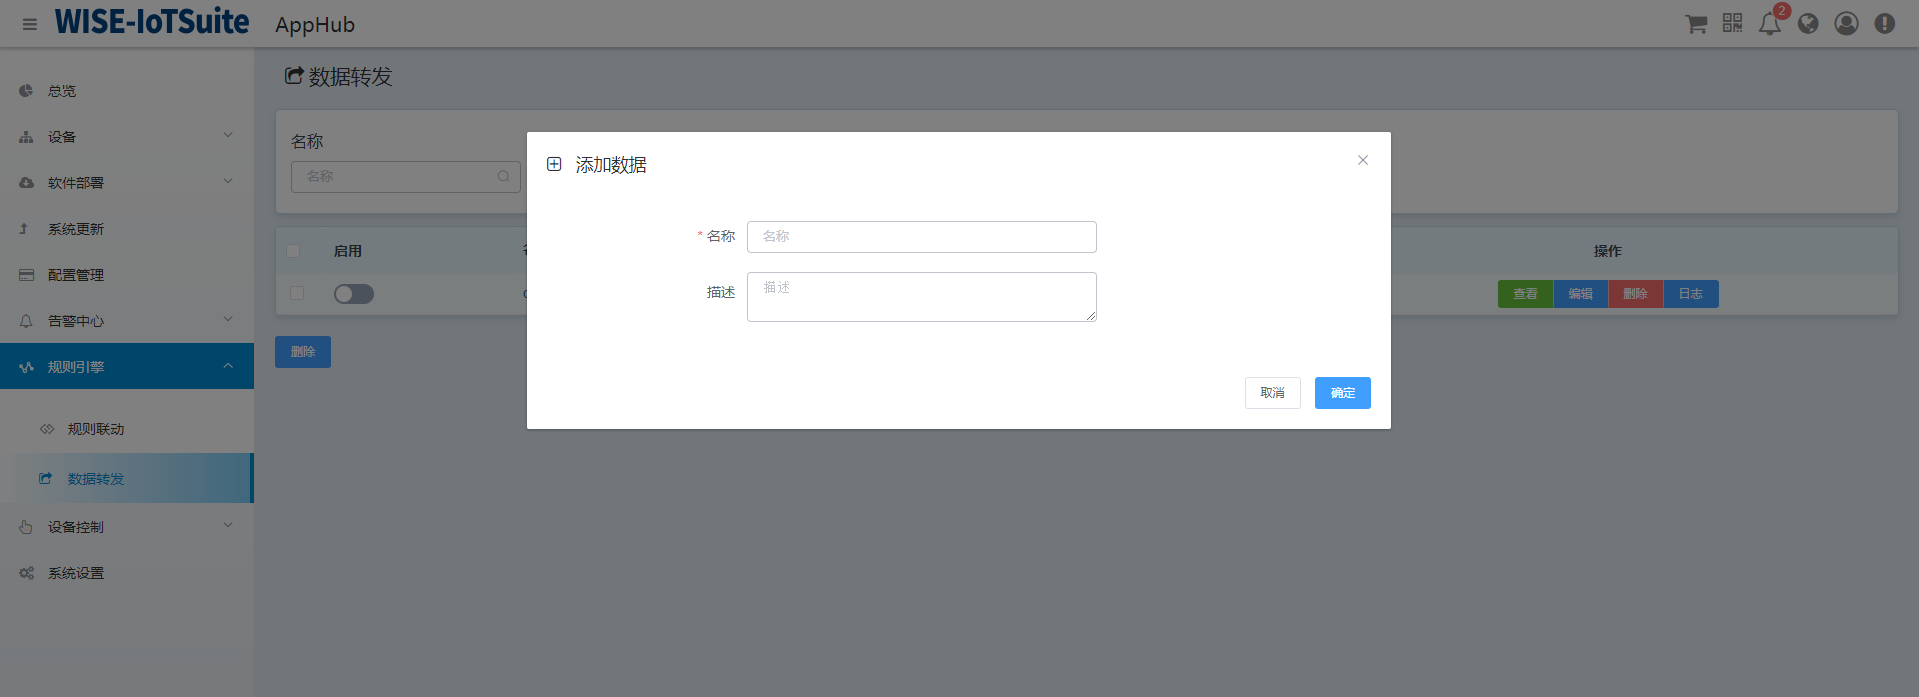 WISE-IoTSuite AppHub
2
总览
设备
软件部署
系统更新
配置管理
告警中心
规则引擎
规则联动
数据转发
设备控制
系统设置
数据转发
名称
名称
启用
操作
查看 编辑 删除 日志
删除
添加数据
* 名称
名称
描述
描述
取消 确定